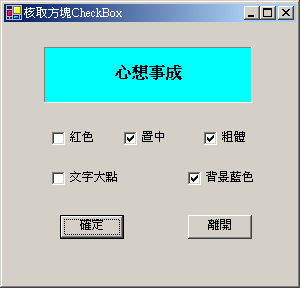 核取方塊CheckBox
心想事成
紅色 置中 粗體
文字大點 背景藍色
確定 離開